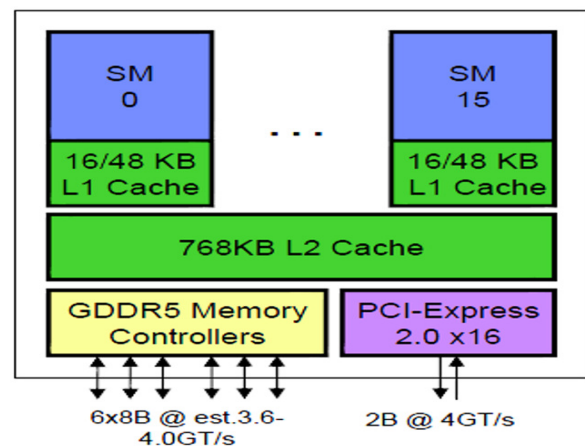 SM
0
. . .
SM
15
16/48 KB
L1 Cache
16/48 KB
L1 Cache
768KB L2 Cache
GDDR5 Memory
Controllers
PCI-Express
2.0 x16
6x8B @ est.3.6-
4.0GT/s
2B @ 4GT/s